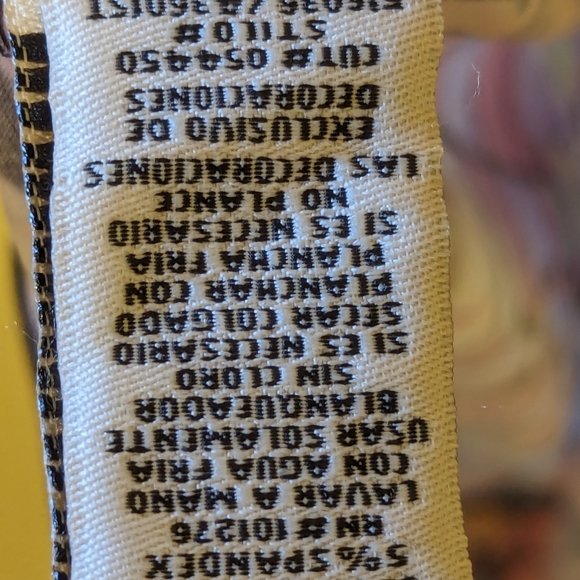 5% SPANDEX
RN # 101276
LAVAR A MANO
CON AGUA FRIA
USAR SOLAMENTE
BLANQUEADOR
SIN CLORO
SI ES NECESARIO
SECAR COLGADO
PLANCHAR CON
PLANCHA FRIA
SI ES NECESARIO
NO PLANCE
LAS DECORACIONES
EXCLUSIVO DE
DECORACIONES
CUT# 054450
STILO #